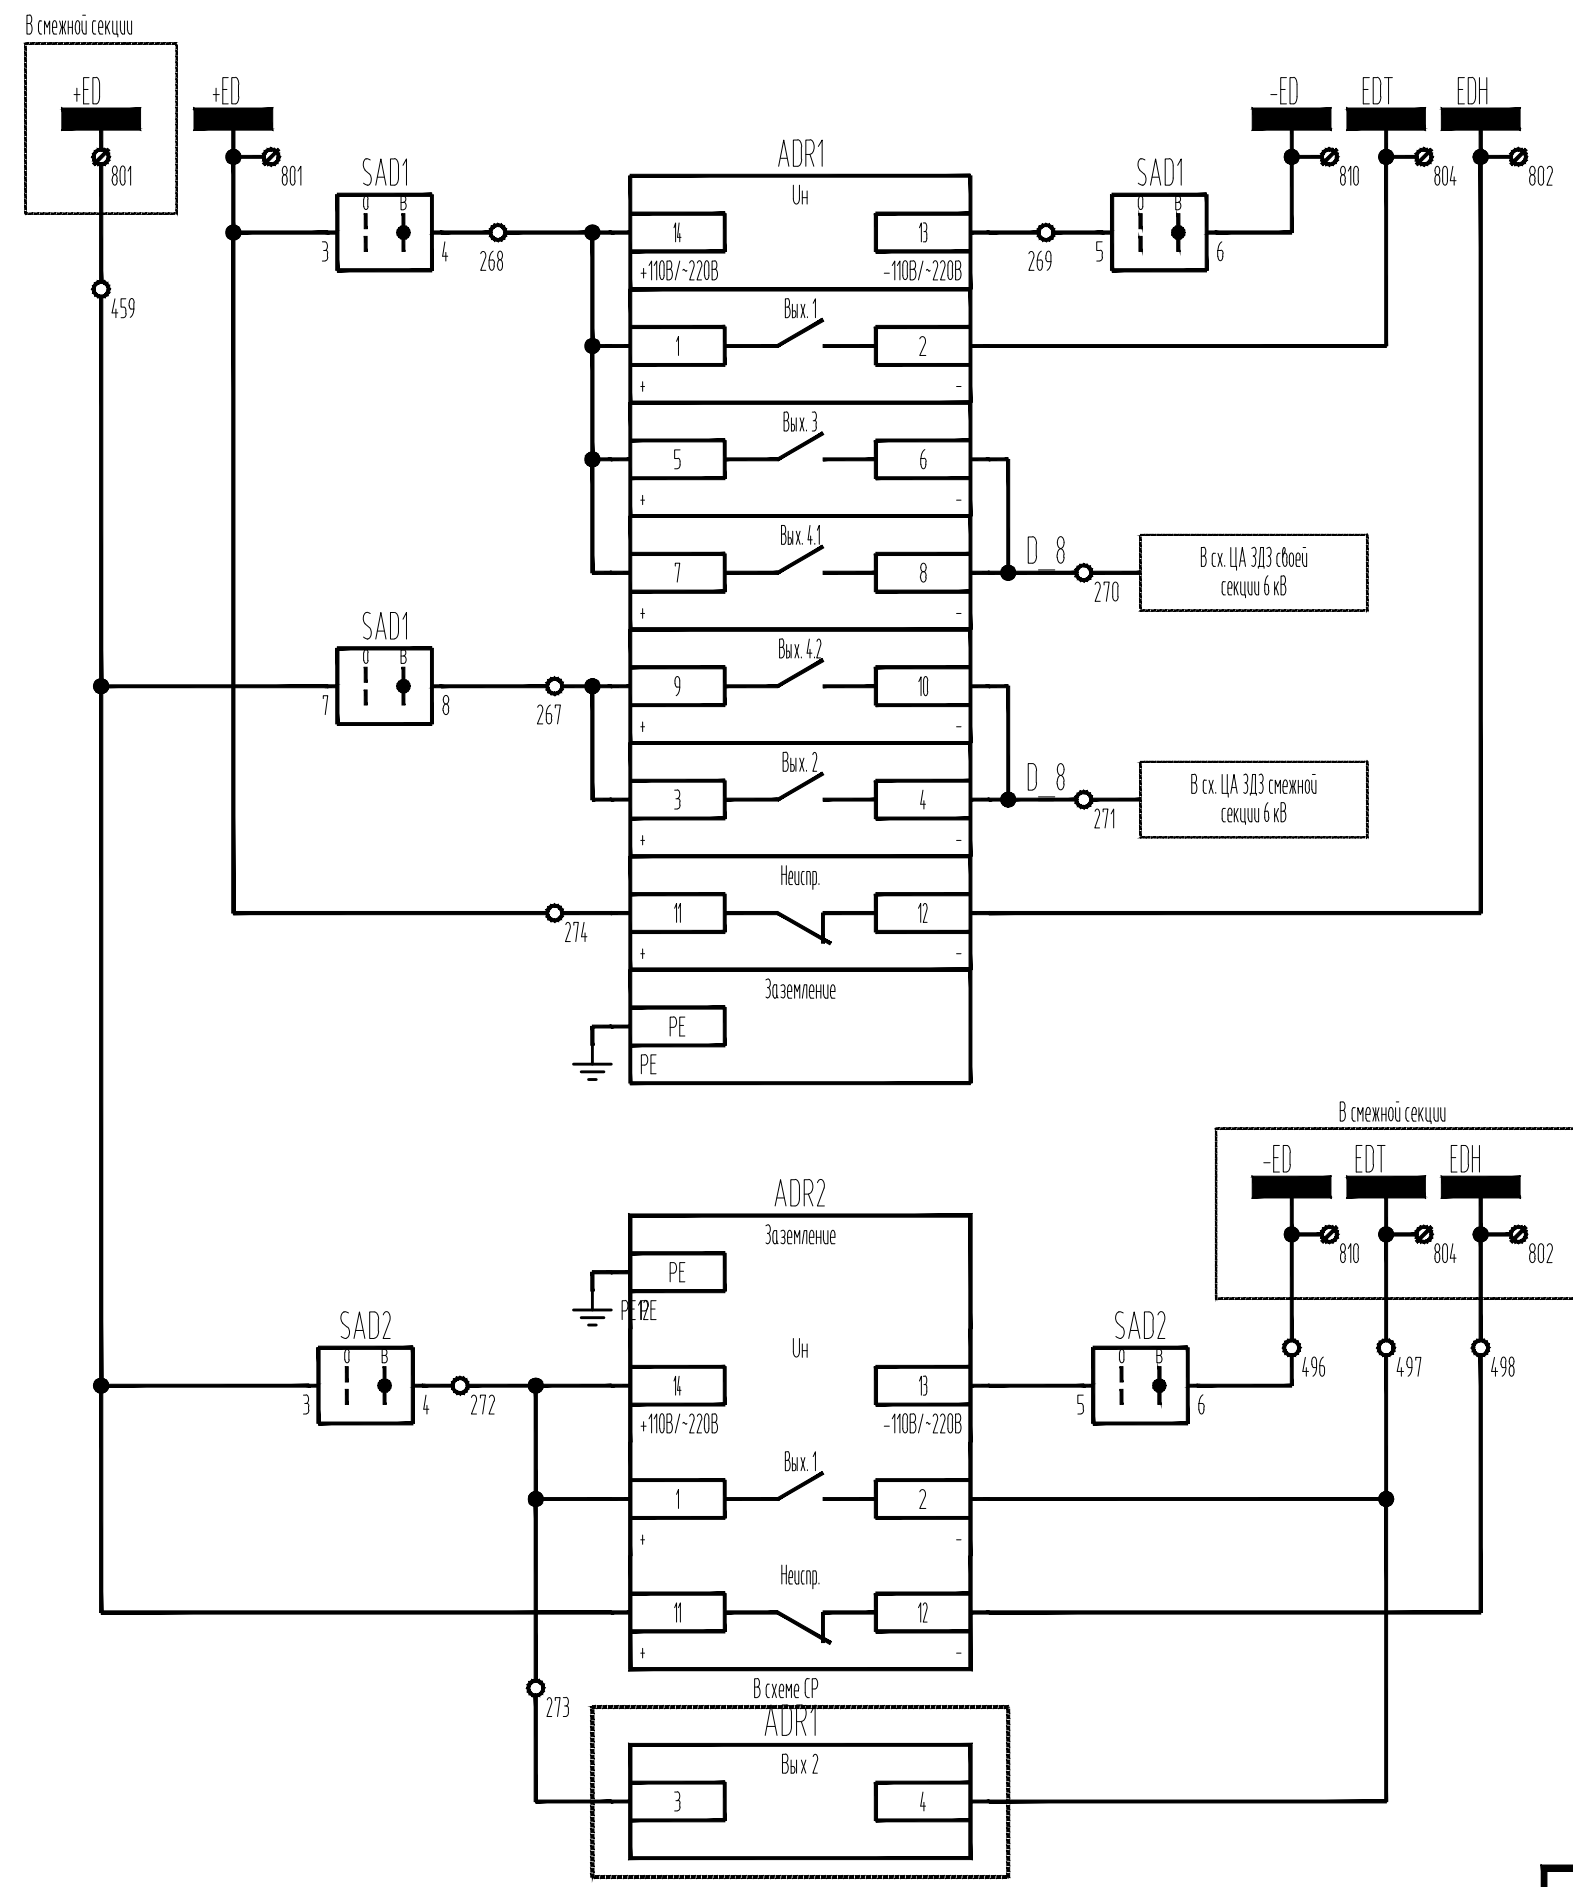 В смежной секции
+ED
+ED
-ED
EDT
EDH
801
801
810
804
802
SAD1
0 В
3
4
268
ADR1
Uн
14
13
+110В/~220В
-110В/~220В
269
SAD1
0 В
5
6
459
Вых. 1
1
2
+
-
Вых. 3
5
6
+
-
Вых. 4.1
7
8
+
-
D_8
270
В сх. ЦА ЗДЗ своей
секции 6 кВ
SAD1
0 В
7
8
267
Вых. 4.2
9
10
+
-
Вых. 2
3
4
+
-
D_8
271
В сх. ЦА ЗДЗ смежной
секции 6 кВ
Неиспр.
274
11
12
+
-
Заземление
PE
PE
В смежной секции
-ED
EDT
EDH
810
804
802
ADR2
Заземление
PE
Uн
SAD2
0 В
3
4
272
14
13
+110В/~220В
-110В/~220В
SAD2
0 В
5
6
496
497
498
Вых. 1
1
2
+
-
Неиспр.
11
12
+
-
273
В схеме СР
ADR1
Вых 2
3
4